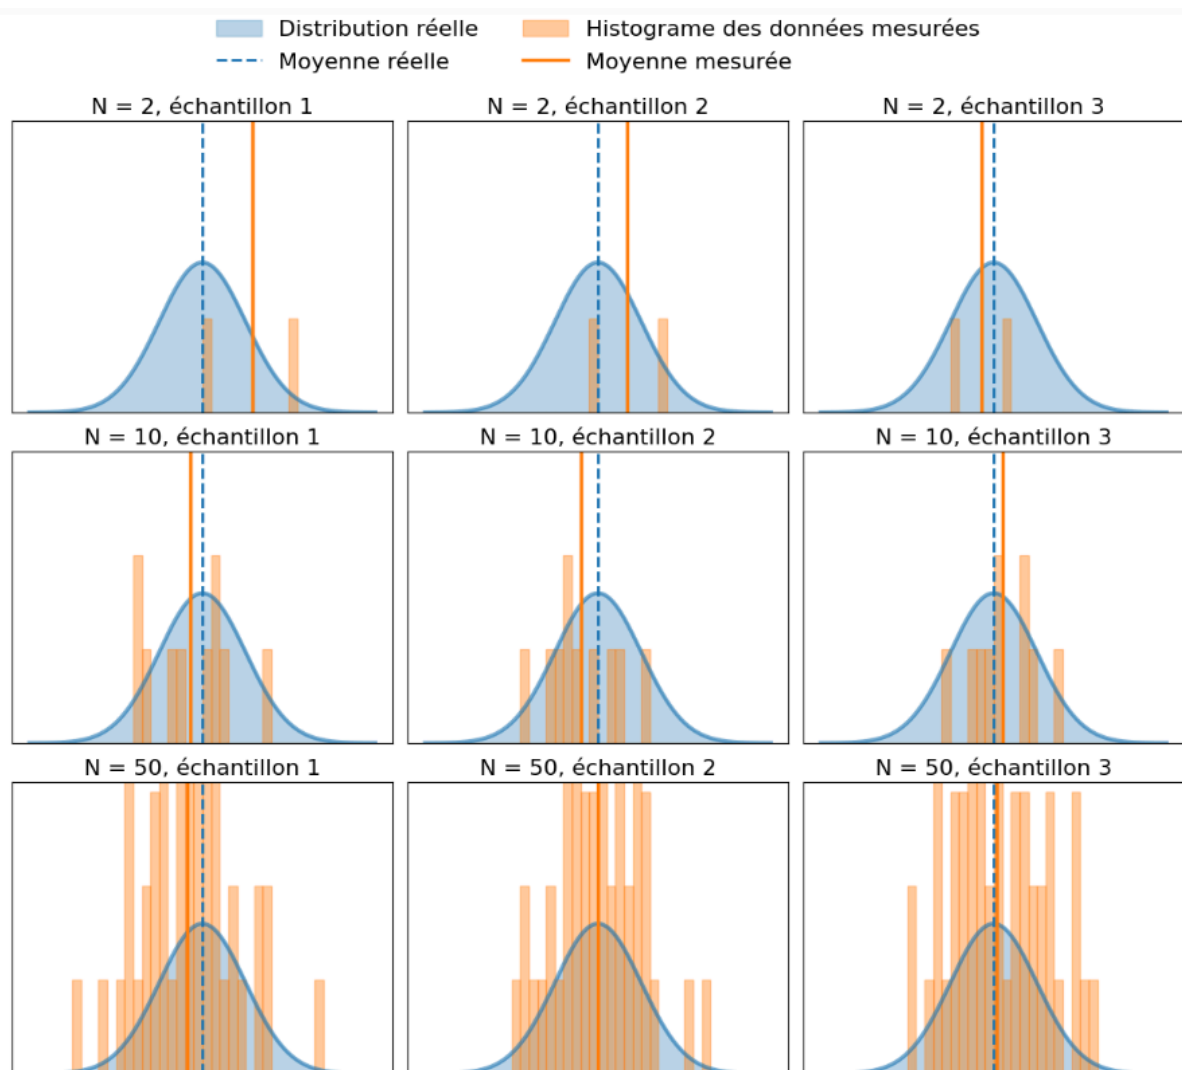 Distribution réelle
Histograme des données mesurées
Moyenne réelle
Moyenne mesurée
N = 2, échantillon 1
N = 2, échantillon 2
N = 2, échantillon 3
N = 10, échantillon 1
N = 10, échantillon 2
N = 10, échantillon 3
N = 50, échantillon 1
N = 50, échantillon 2
N = 50, échantillon 3